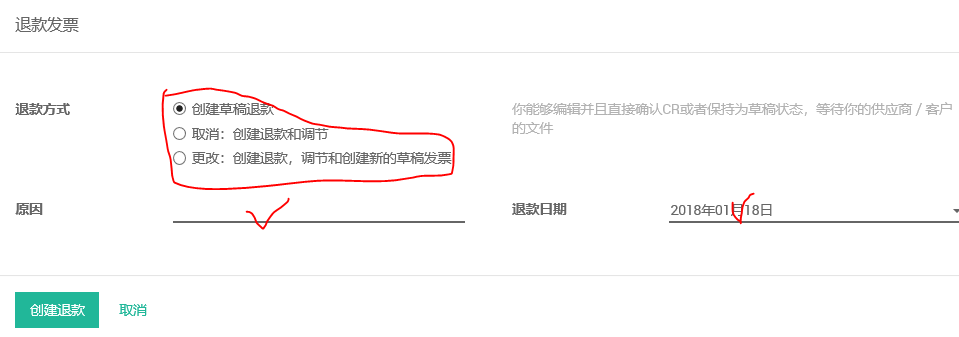 退款发票
退款方式
创建草稿退款
取消：创建退款和调节
更改：创建退款，调节和创建新的草稿发票
你能够编辑并且直接确认CR或者保持为草稿状态，等待你的供应商 / 客户
的文件
原因
退款日期 2018年01月18日
创建退款 取消